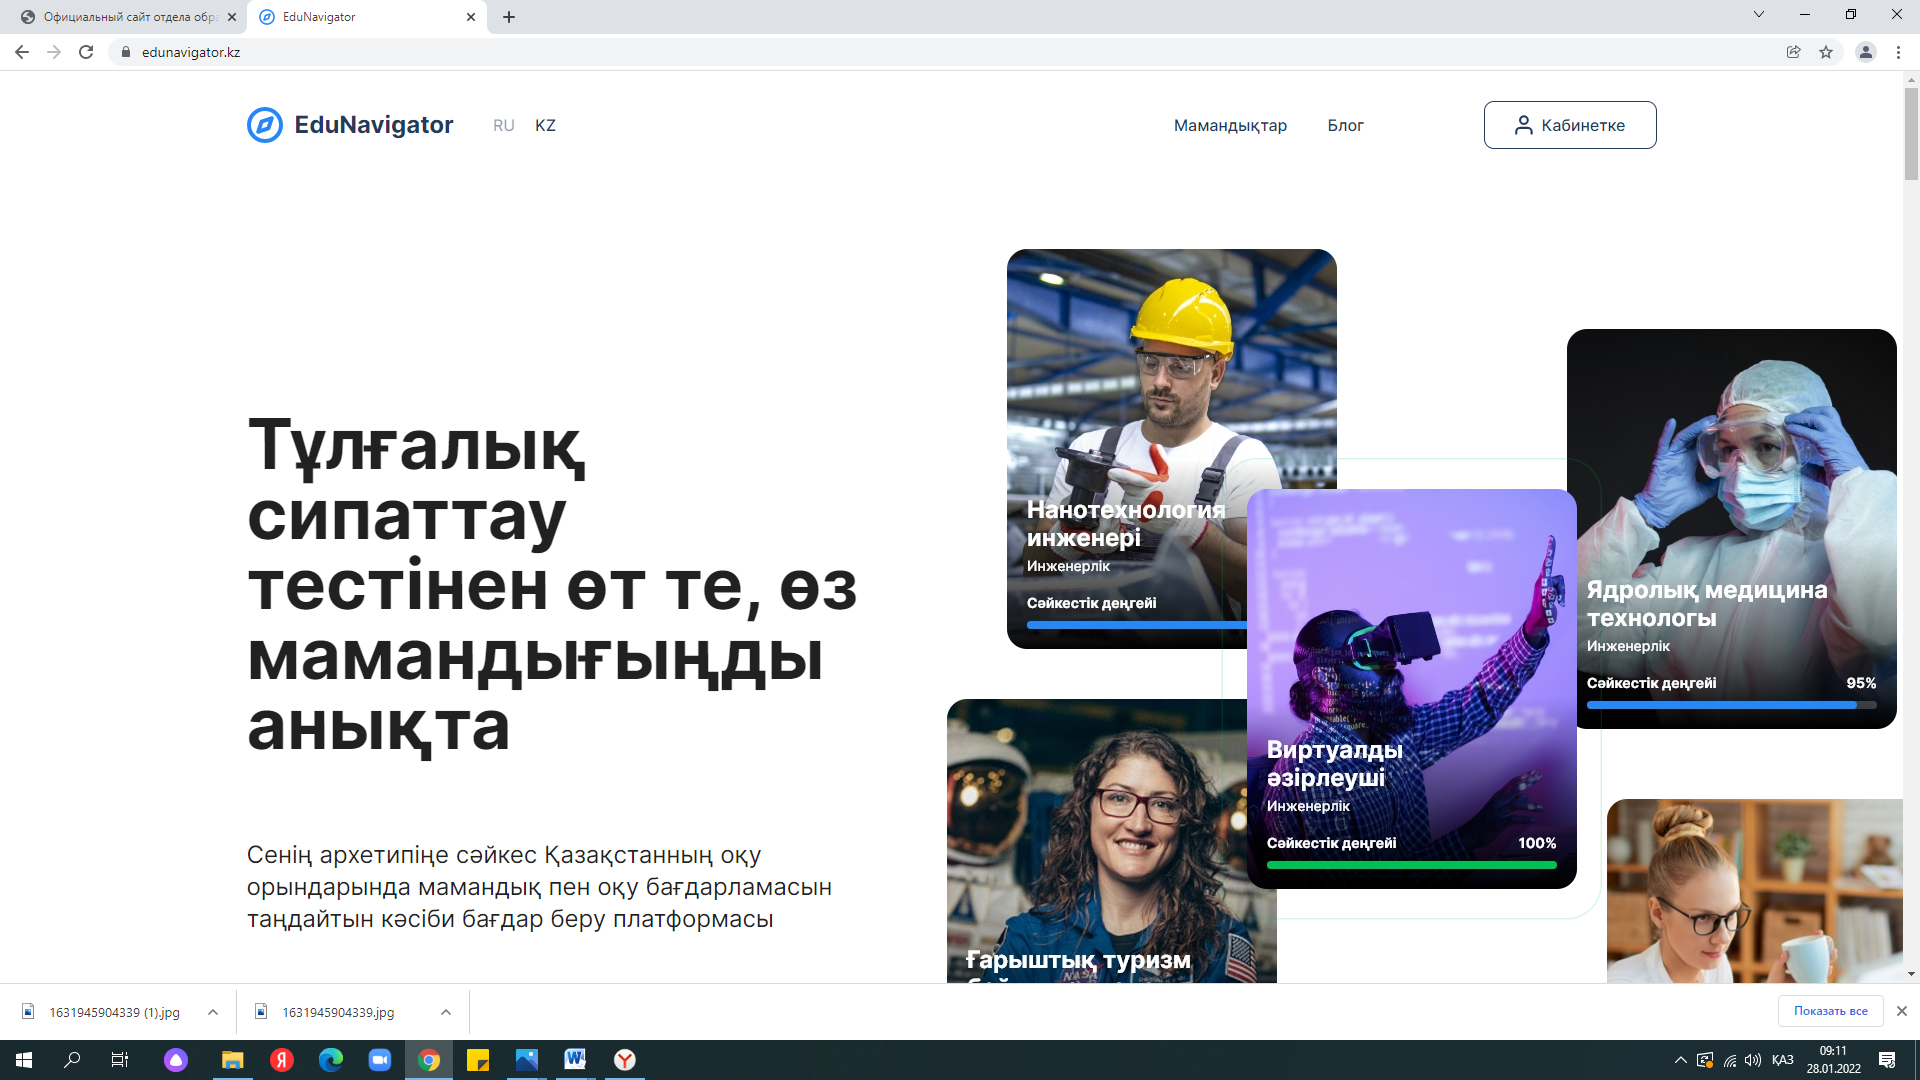 Официальный сайт отдела обра
EduNavigator
edunavigator.kz
EduNavigator
RU KZ
Мамандықтар Блог
Кабинетке
Тұлғалық
сипаттау
тестінен өт те, өз
мамандығыңды
анықта
Сенің архетипіңе сәйкес Қазақстанның оқу
орындарында мамандық пен оқу бағдарламасын
таңдайтын кәсіби бағдар беру платформасы
Нанотехнология
инженері
Инженерлік
Сәйкестік деңгейі
Ядролық медицина
технологы
Инженерлік
Сәйкестік деңгейі 95%
Виртуалды
әзірлеуші
Инженерлік
Сәйкестік деңгейі 100%
Ғарыштық туризм
NASA
1631945904339 (1).jpg
1631945904339.jpg
Показать все
ҚАЗ
09:11
28.01.2022